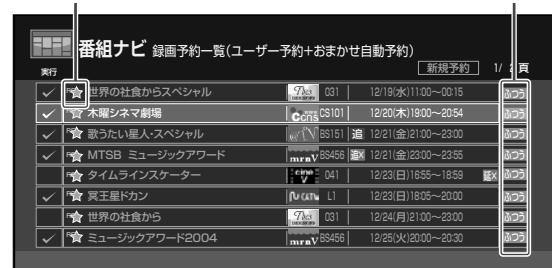 番組ナビ 録画予約一覧(ユーザー予約+おまかせ自動予約)
新規予約 1/ 2頁
実行
世界の社食からスペシャル 031 12/19(水)11:00〜00:15 ふつう
木曜シネマ劇場 CS101 12/20(木)19:00〜20:54 ふつう
歌うたい星人・スペシャル BS151 追 12/21(金)21:00〜23:00 ふつう
MTSB ミュージックアワード mrnV BS456 追X 12/21(金)23:00〜23:55 ふつう
タイムラインスケーター cine V 041 12/23(日)16:55〜18:59 延X ふつう
冥王星ドカン L1 12/23(日)18:05〜20:00 ふつう
世界の社食から 031 12/24(月)21:00〜23:00 ふつう
ミュージックアワード2004 mrnV BS456 12/25(火)20:00〜20:30 ふつう